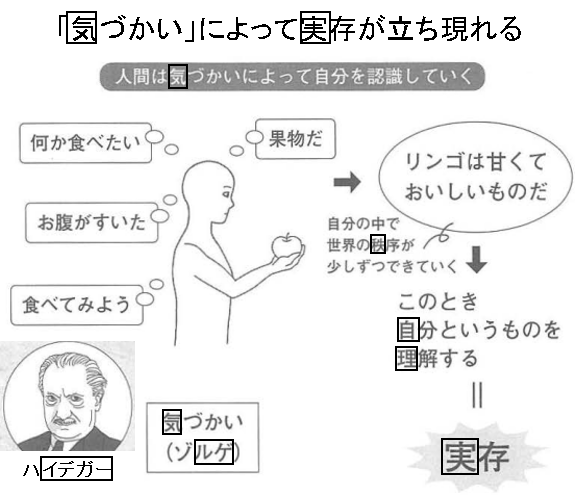 「気づかい」によって実存が立ち現れる
人間は気づかいによって自分を認識していく
何か食べたい
果物だ
お腹がすいた
食べてみよう
リンゴは甘くて
おいしいものだ
自分の中で
世界の秩序が
少しずつできていく
このとき
自分というものを
理解する
実存
ハイデガー
気づかい
(ゾルゲ)